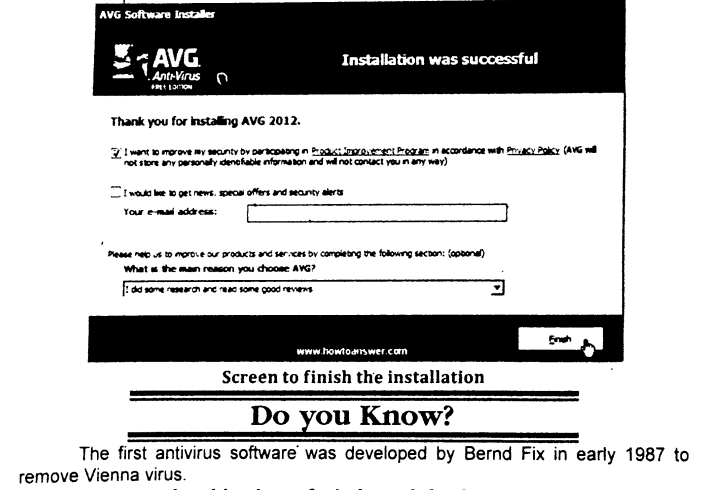 AVG Software Installer
AVG.
Anti-Virus
FREE EDITION
Installation was successful
Thank you for installing AVG 2012.
I want to improve my security by participating in Product Improvement Program in accordance with Privacy Policy (AVG will
not store any personally identifiable information and will not contact you in any way)
I would like to get news, special offers and security alerts
Your e-mail address:
Please help us to improve our products and services by completing the following section: (optional)
What is the main reason you choose AVG?
I did some research and read some good reviews
Finish
www.howtoanswer.com
Screen to finish the installation
Do you Know?
The first antivirus software was developed by Bernd Fix in early 1987 to
remove Vienna virus.